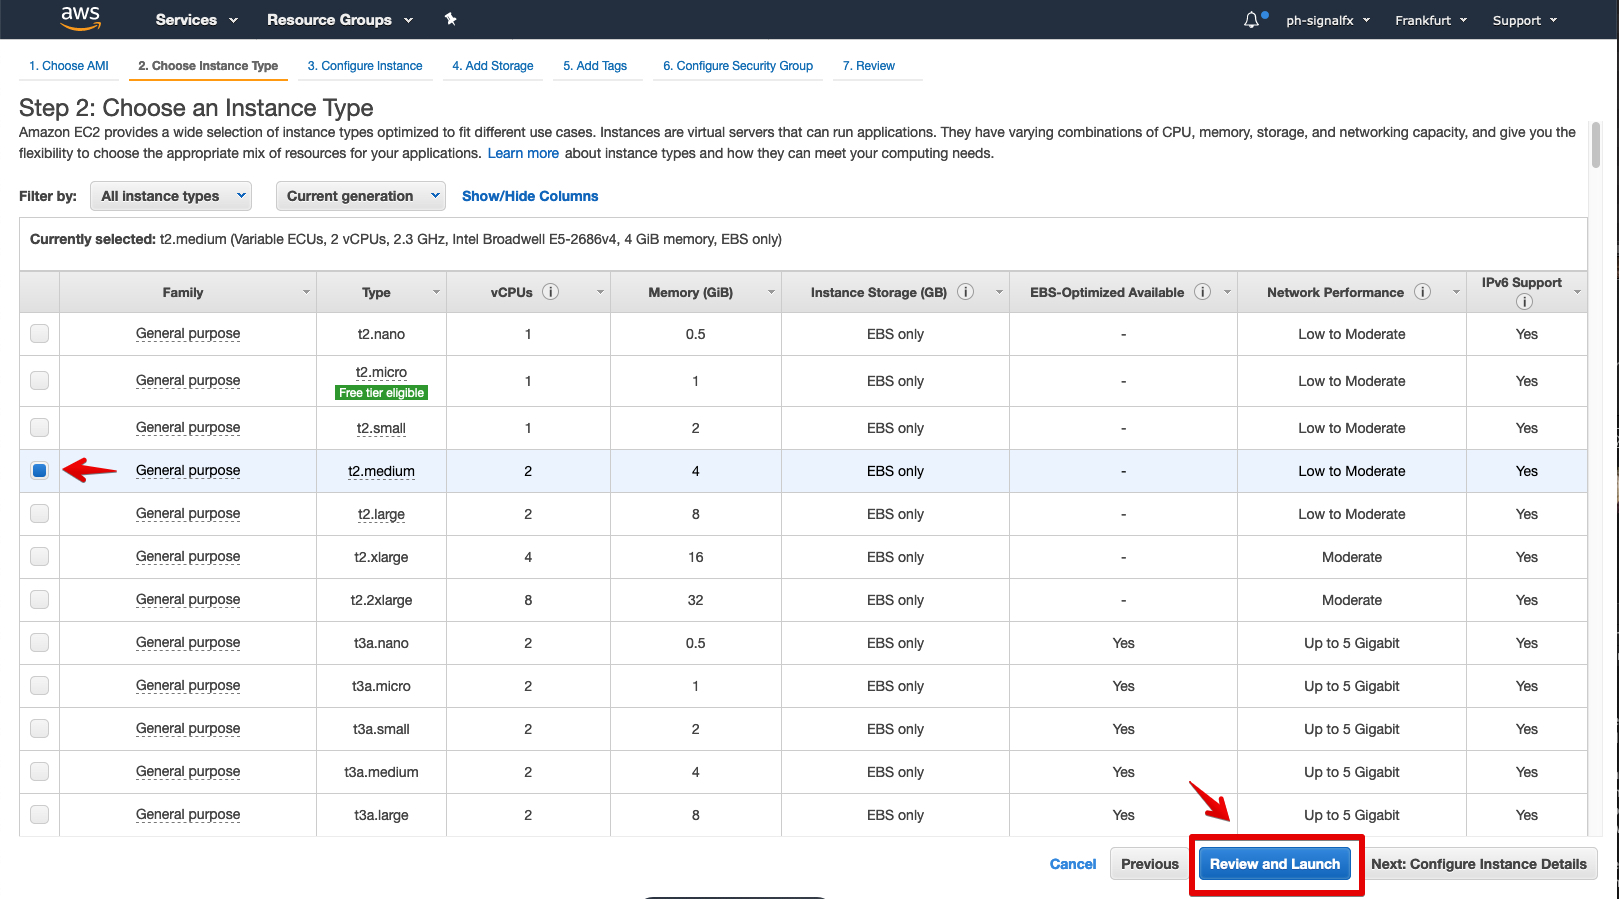 aws Services Resource Groups ph-signalfx Frankfurt Support
1. Choose AMI 2. Choose Instance Type 3. Configure Instance 4. Add Storage 5. Add Tags 6. Configure Security Group 7. Review
Step 2: Choose an Instance Type
Amazon EC2 provides a wide selection of instance types optimized to fit different use cases. Instances are virtual servers that can run applications. They have varying combinations of CPU, memory, storage, and networking capacity, and give you the
flexibility to choose the appropriate mix of resources for your applications. Learn more about instance types and how they can meet your computing needs.
Filter by: All instance types Current generation Show/Hide Columns
Currently selected: t2.medium (Variable ECUs, 2 vCPUs, 2.3 GHz, Intel Broadwell E5-2686v4, 4 GiB memory, EBS only)
Family Type vCPUs i Memory (GiB) Instance Storage (GB) i EBS-Optimized Available i Network Performance i IPv6 Support i
General purpose t2.nano 1 0.5 EBS only - Low to Moderate Yes
General purpose t2.micro Free tier eligible 1 1 EBS only - Low to Moderate Yes
General purpose t2.small 1 2 EBS only - Low to Moderate Yes
General purpose t2.medium 2 4 EBS only - Low to Moderate Yes
General purpose t2.large 2 8 EBS only - Low to Moderate Yes
General purpose t2.xlarge 4 16 EBS only - Moderate Yes
General purpose t2.2xlarge 8 32 EBS only - Moderate Yes
General purpose t3a.nano 2 0.5 EBS only Yes Up to 5 Gigabit Yes
General purpose t3a.micro 2 1 EBS only Yes Up to 5 Gigabit Yes
General purpose t3a.small 2 2 EBS only Yes Up to 5 Gigabit Yes
General purpose t3a.medium 2 4 EBS only Yes Up to 5 Gigabit Yes
General purpose t3a.large 2 8 EBS only Yes Up to 5 Gigabit Yes
Cancel Previous Review and Launch Next: Configure Instance Details